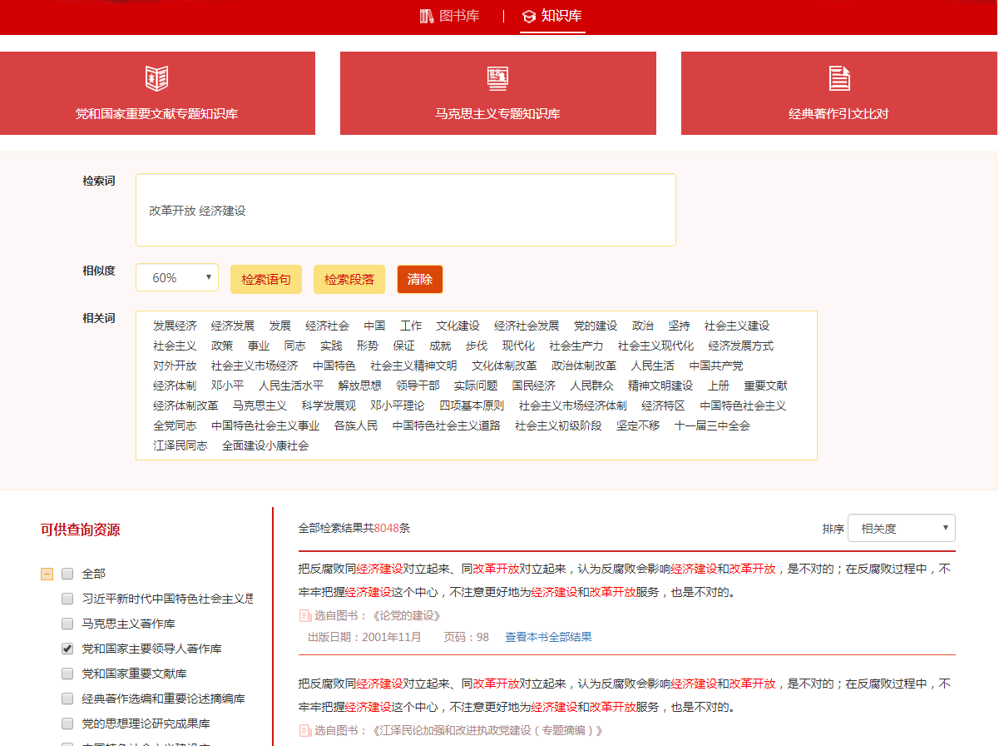 图书库 | 知识库
党和国家重要文献专题知识库 马克思主义专题知识库 经典著作引文比对
检索词
改革开放 经济建设
相似度 60% 检索语句 检索段落 清除
相关词
发展经济 经济发展 发展 经济社会 中国 工作 文化建设 经济社会发展 党的建设 政治 坚持 社会主义建设
社会主义 政策 事业 同志 实践 形势 保证 成就 步伐 现代化 社会生产力 社会主义现代化 经济发展方式
对外开放 社会主义市场经济 中国特色 社会主义精神文明 文化体制改革 政治体制改革 人民生活 中国共产党
经济体制 邓小平 人民生活水平 解放思想 领导干部 实际问题 国民经济 人民群众 精神文明建设 上册 重要文献
经济体制改革 马克思主义 科学发展观 邓小平理论 四项基本原则 社会主义市场经济体制 经济特区 中国特色社会主义
全党同志 中国特色社会主义事业 各族人民 中国特色社会主义道路 社会主义初级阶段 坚定不移 十一届三中全会
江泽民同志 全面建设小康社会
可供查询资源
全部
习近平新时代中国特色社会主义思
马克思主义著作库
党和国家主要领导人著作库
党和国家重要文献库
经典著作选编和重要论述摘编库
党的思想理论研究成果库
全部检索结果共8048条
排序 相关度
把反腐败同经济建设对立起来、同改革开放对立起来，认为反腐败会影响经济建设和改革开放，是不对的；在反腐败过程中，不
牢牢把握经济建设这个中心，不注意更好地为经济建设和改革开放服务，也是不对的。
选自图书：《论党的建设》
出版日期：2001年11月 页码：98 查看本书全部结果
把反腐败同经济建设对立起来、同改革开放对立起来，认为反腐败会影响经济建设和改革开放，是不对的；在反腐败过程中，不
牢牢把握经济建设这个中心，不注意更好地为经济建设和改革开放服务，也是不对的。
选自图书：《江泽民论加强和改进执政党建设（专题摘编）》